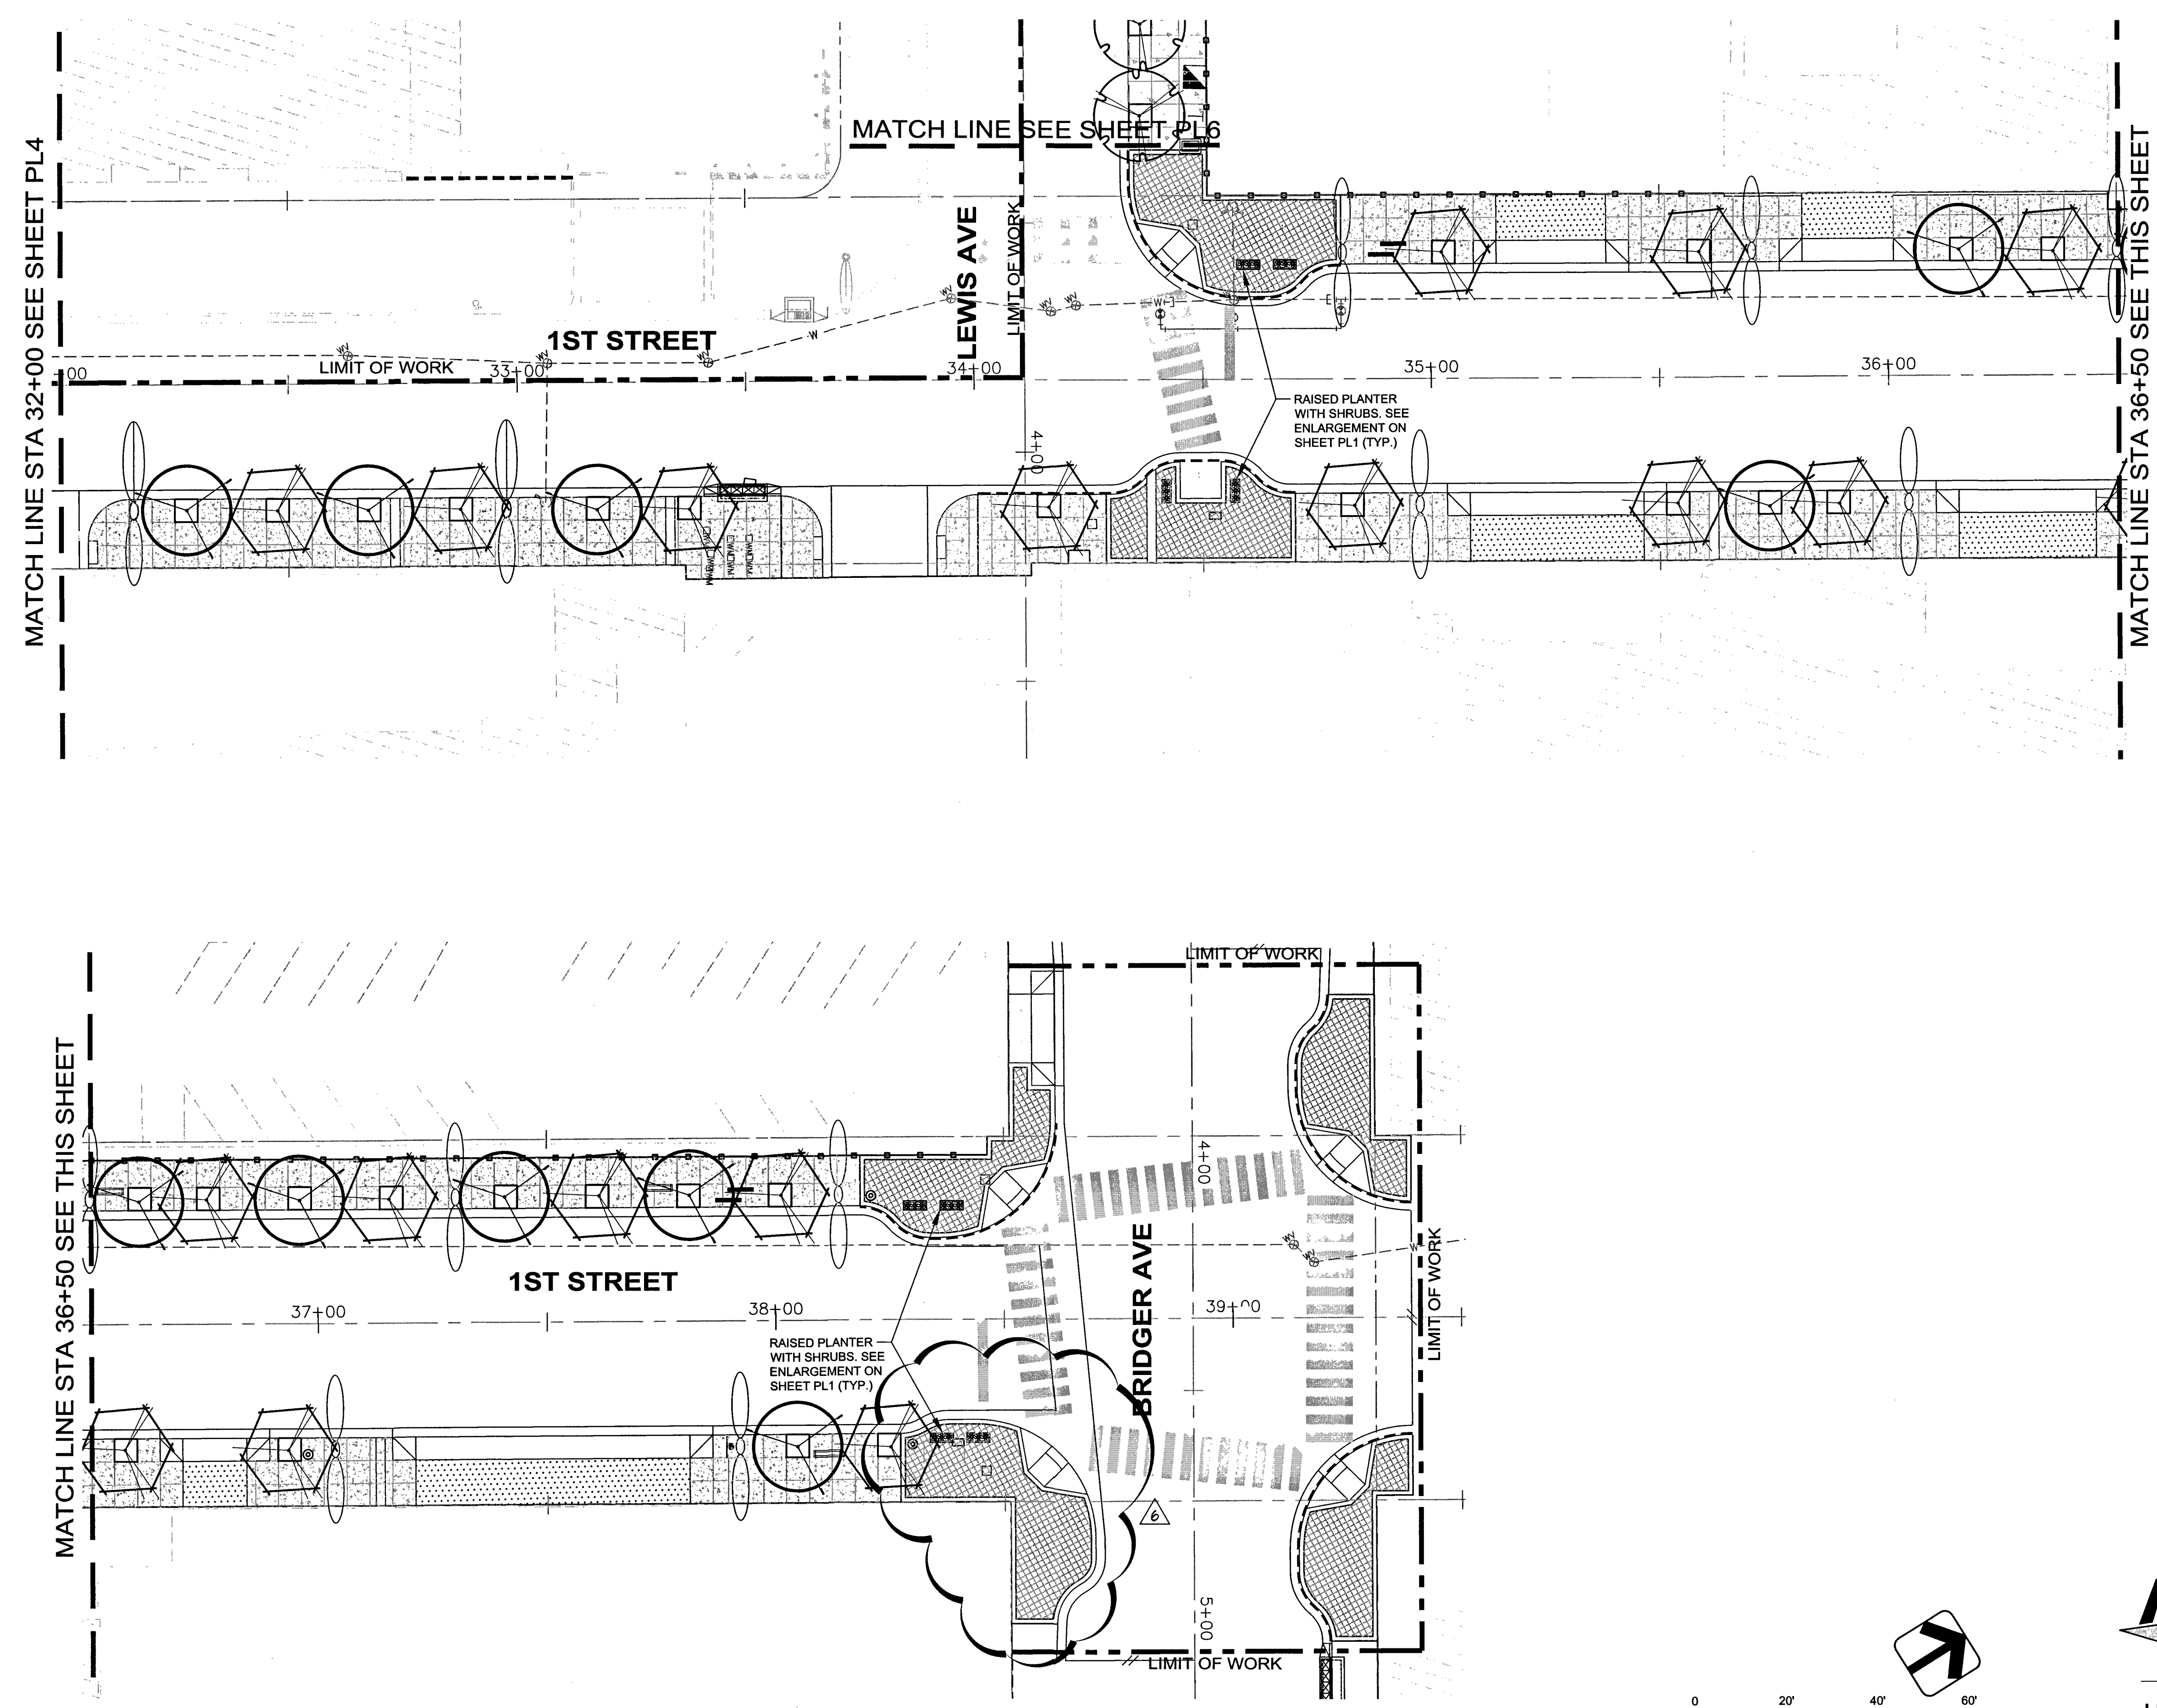 MATCH LINE STA 32+00 SEE SHEET PL4
MATCH LINE SEE SHEET PL6
LEWIS AVE
LIMIT OF WORK
1ST STREET
LIMIT OF WORK
00
33+00
34+00
35+00
36+00
4+00
RAISED PLANTER
WITH SHRUBS. SEE
ENLARGEMENT ON
SHEET PL1 (TYP.)
W
MATCH LINE STA 36+50 SEE THIS SHEET
MATCH LINE STA 36+50 SEE THIS SHEET
LIMIT OF WORK
1ST STREET
37+00
38+00
4+00
BRIDGER AVE
LIMIT OF WORK
RAISED PLANTER
WITH SHRUBS. SEE
ENLARGEMENT ON
SHEET PL1 (TYP.)
6
5+00
LIMIT OF WORK
0 20' 40' 60'